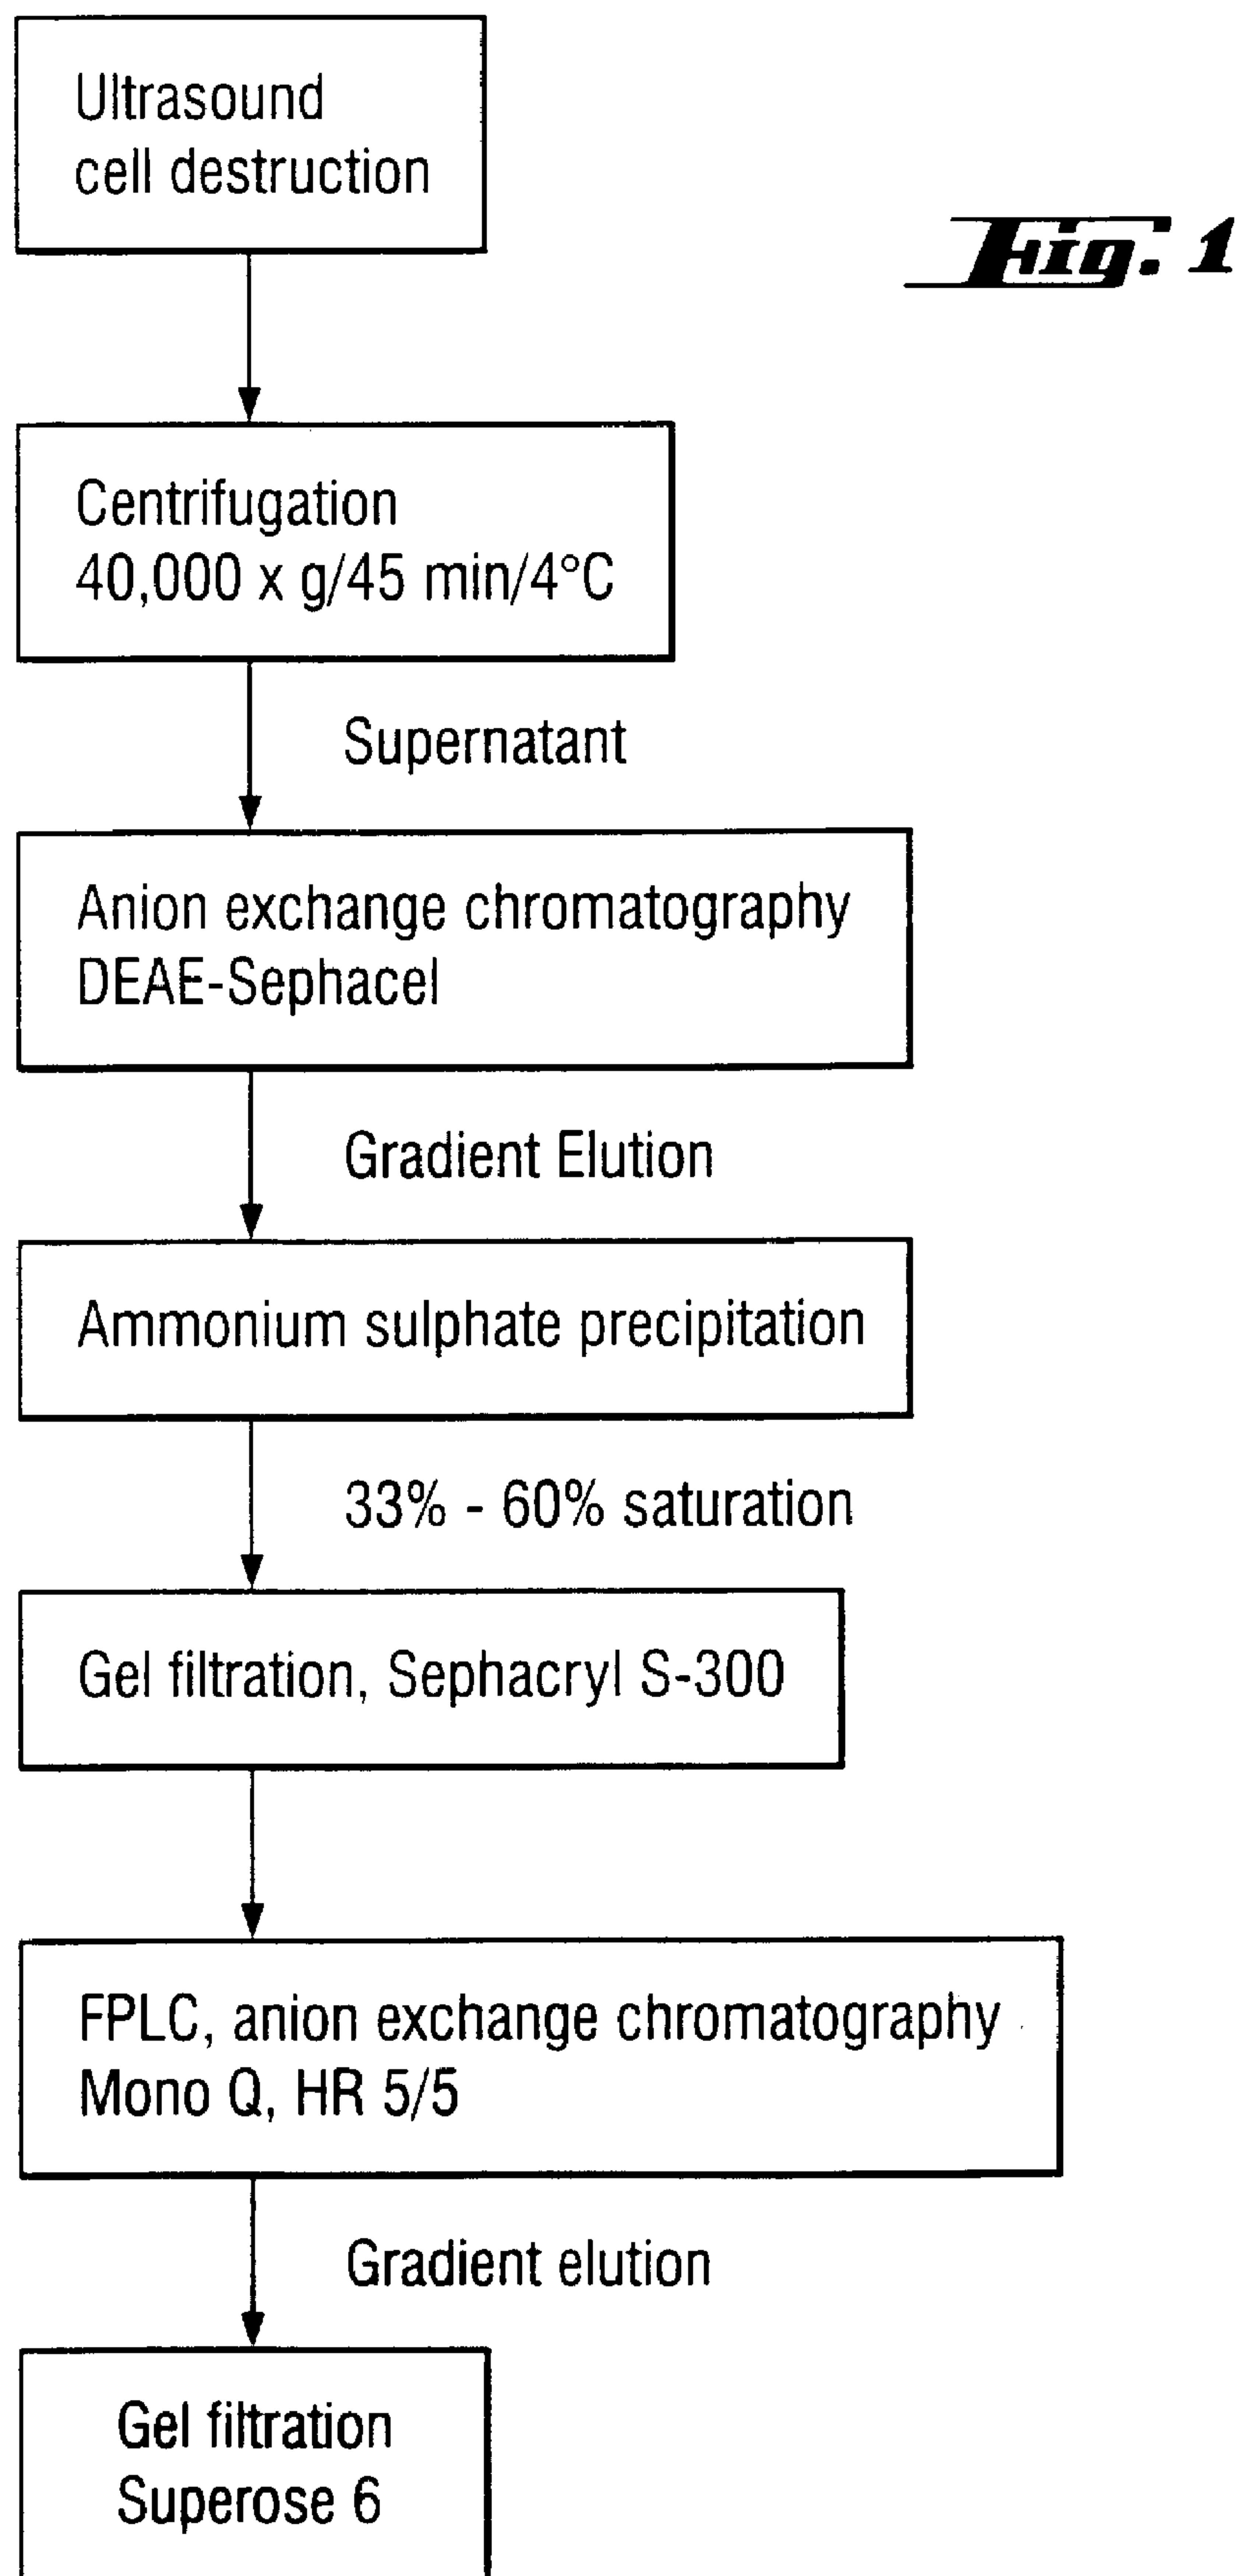 Ultrasound
cell destruction
Fig. 1
Centrifugation
40,000 x g/45 min/4°C
Supernatant
Anion exchange chromatography
DEAE-Sephacel
Gradient Elution
Ammonium sulphate precipitation
33% - 60% saturation
Gel filtration, Sephacryl S-300
FPLC, anion exchange chromatography
Mono Q, HR 5/5
Gradient elution
Gel filtration
Superose 6